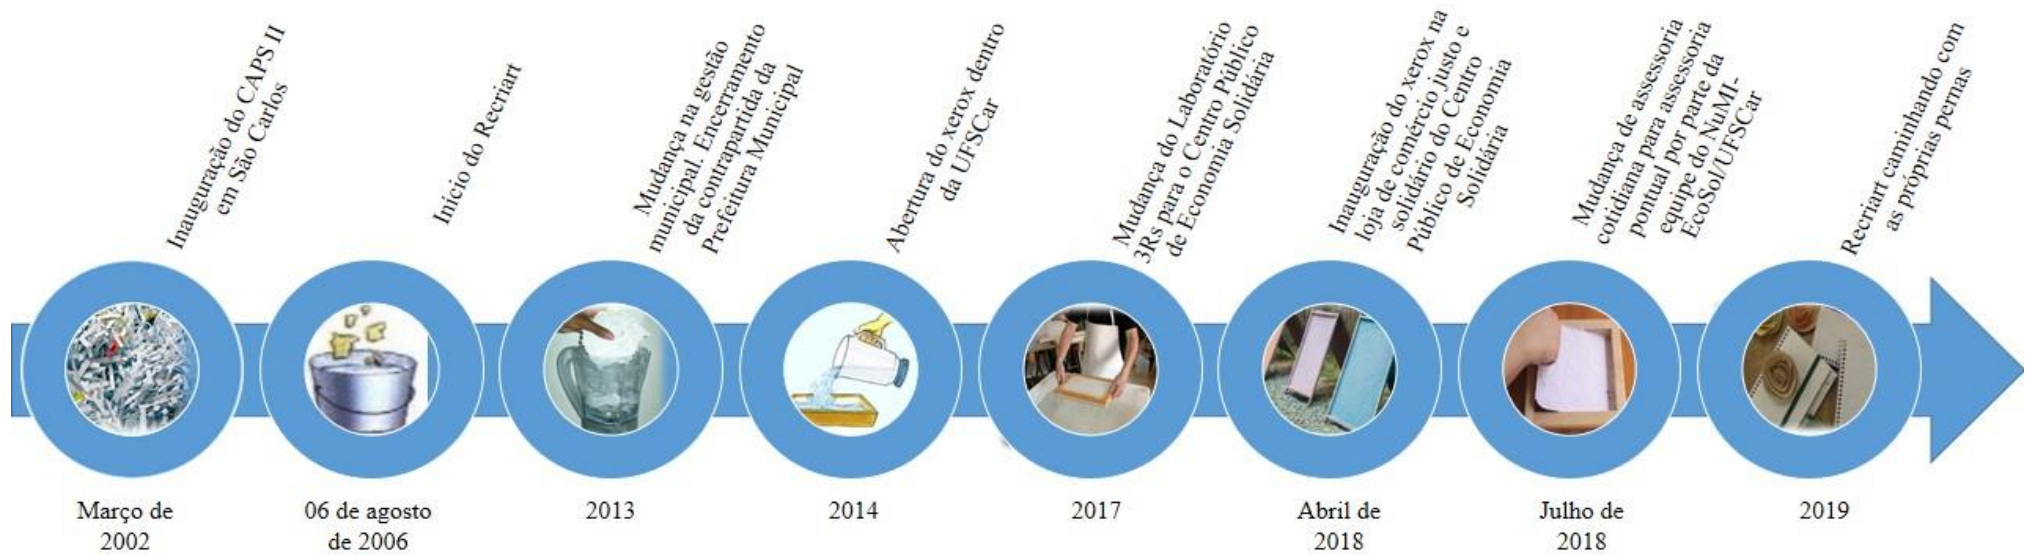 Inauguração do CAPS II
em São Carlos
Início do Recriart
Mudança na gestão
municipal. Encerramento
da contrapartida da
Prefeitura Municipal
Abertura do xerox dentro
da UFSCar
Mudança do Laboratório
3Rs para o Centro Público
de Economia Solidária
Inauguração do xerox na
loja de comércio justo e
solidário do Centro
Público de Economia
Solidária
Mudança de assessoria
cotidiana para assessoria
pontual por parte da
equipe do NuMI-
EcoSol/UFSCar
Recriart caminhando com
as próprias pernas
Março de
2002
06 de agosto
de 2006
2013
2014
2017
Abril de
2018
Julho de
2018
2019